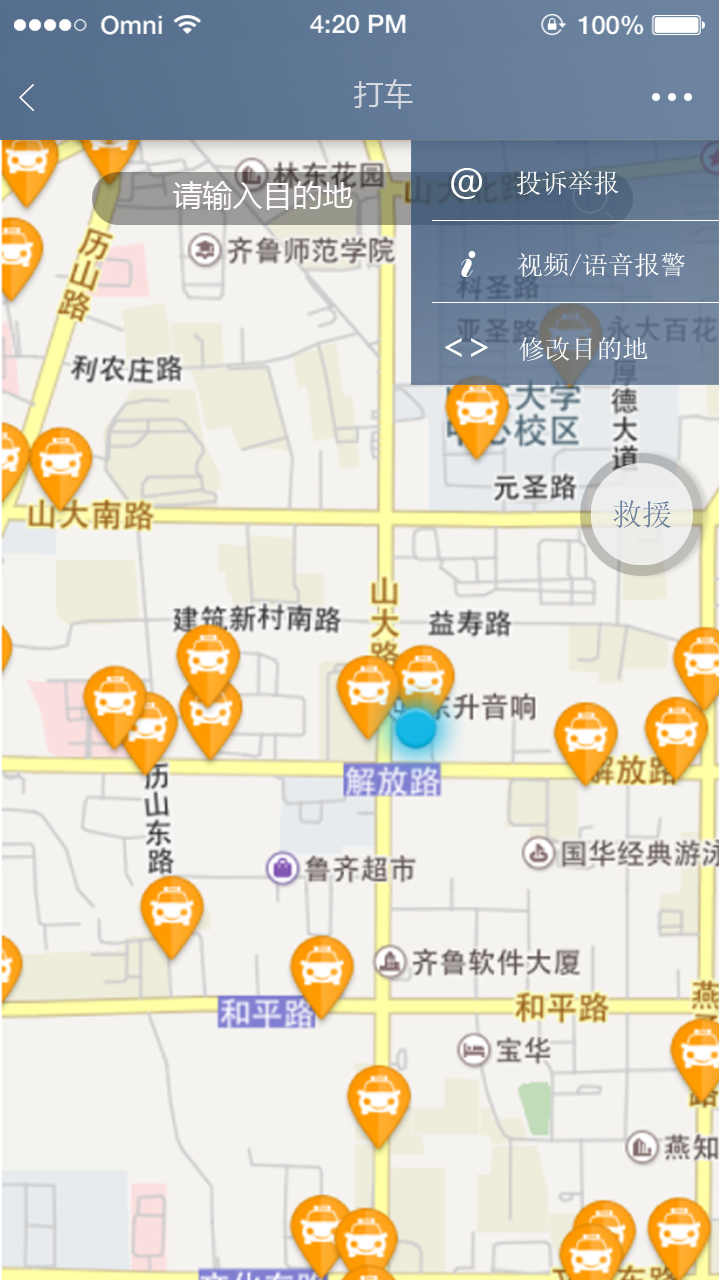 Omni
4:20 PM
100%
打车
林东花园
请输入目的地
@ 投诉举报
齐鲁师范学院
i 视频/语音报警
历山路
科圣路
亚圣路
永大百花
<> 修改目的地
利农庄路
厚德大道
元圣路
山大南路
救援
山大路
建筑新村南路
益寿路
东升音响
解放路
解放路
历山东路
鲁齐超市
国华经典游泳
齐鲁软件大厦
和平路
和平路
宝华
燕知